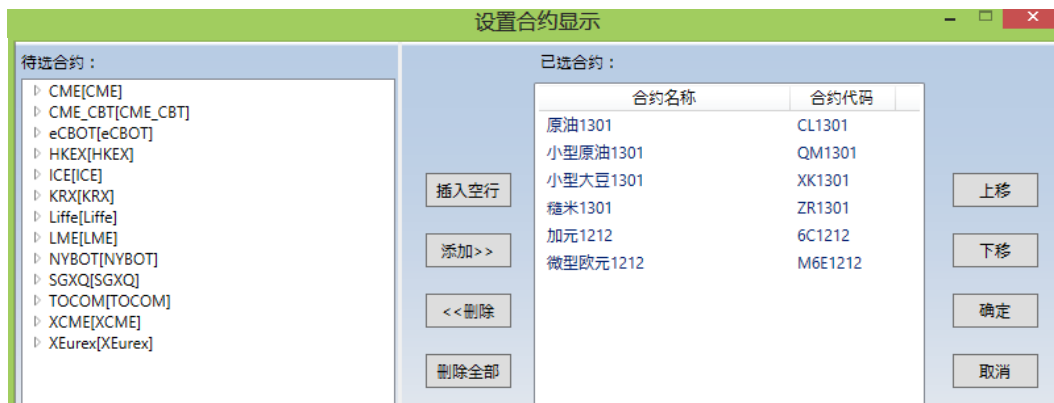 设置合约显示
待选合约：
CME[CME]
CME_CBT[CME_CBT]
eCBOT[eCBOT]
HKEX[HKEX]
ICE[ICE]
KRX[KRX]
Liffe[Liffe]
LME[LME]
NYBOT[NYBOT]
SGXQ[SGXQ]
TOCOM[TOCOM]
XCME[XCME]
XEurex[XEurex]
插入空行
添加>>
<<删除
删除全部
已选合约：
合约名称 合约代码
原油1301 CL1301
小型原油1301 QM1301
小型大豆1301 XK1301
糙米1301 ZR1301
加元1212 6C1212
微型欧元1212 M6E1212
上移
下移
确定
取消